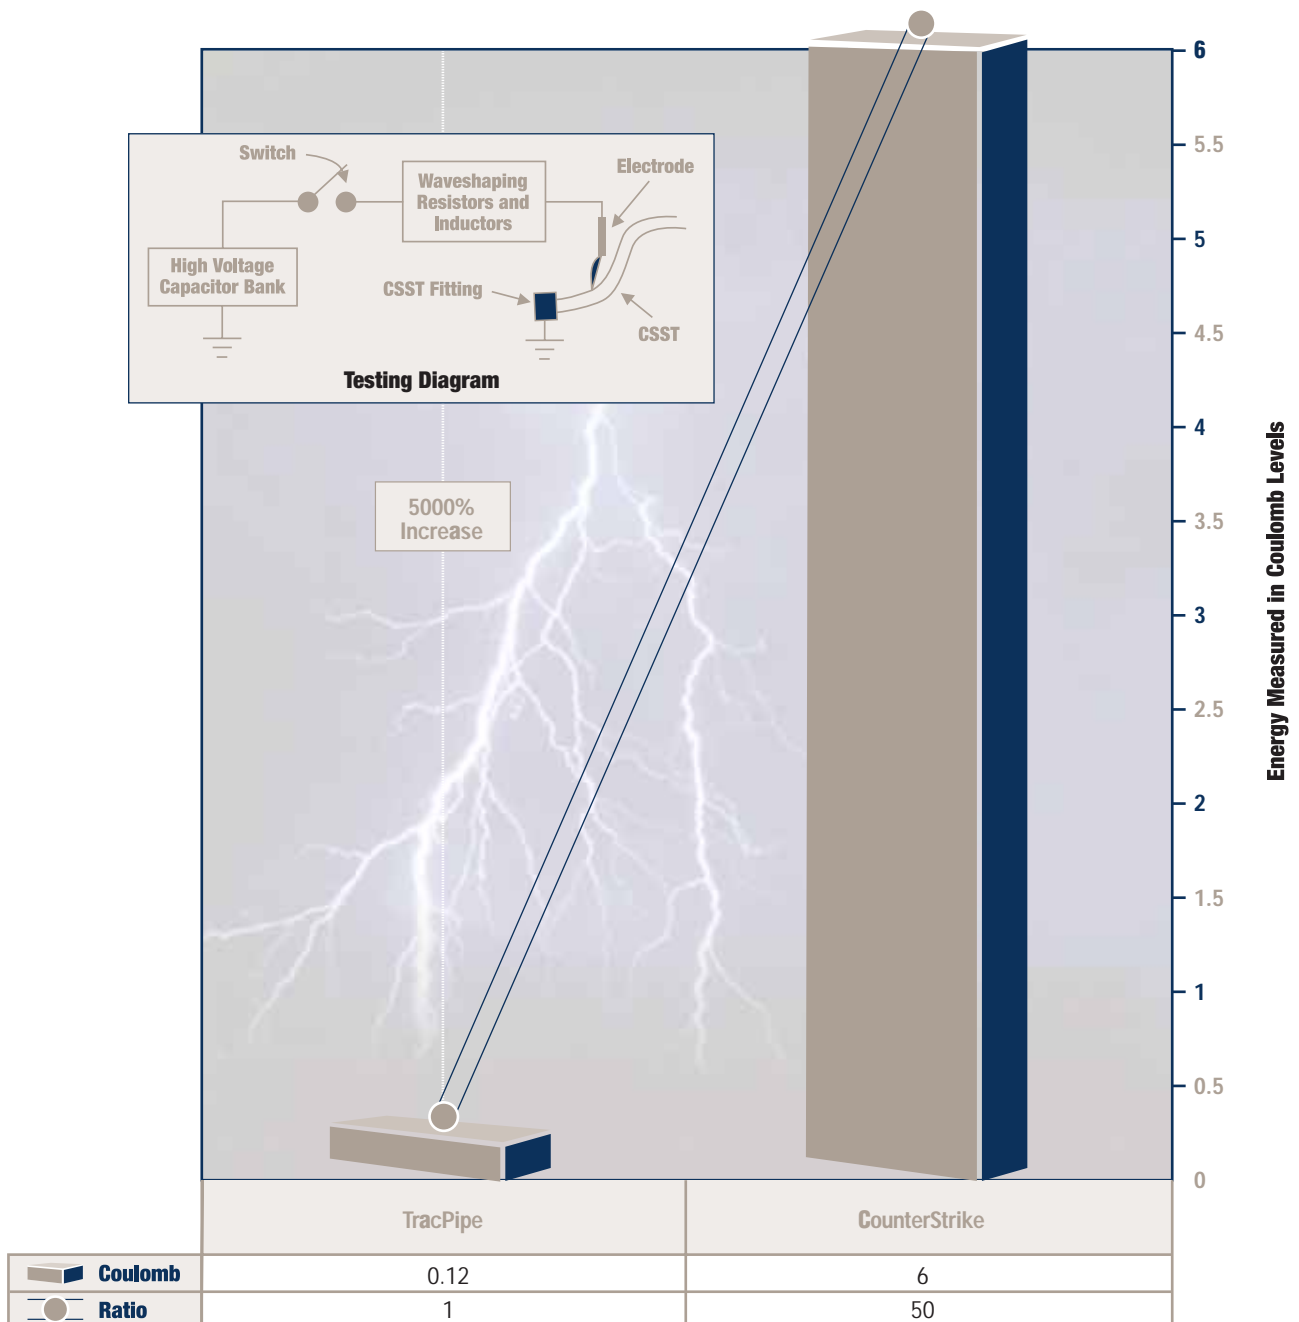 Switch
Waveshaping
Resistors and
Inductors
Electrode
High Voltage
Capacitor Bank
CSST Fitting
CSST
Testing Diagram
5000%
Increase
6
5.5
5
4.5
4
3.5
3
2.5
2
1.5
1
0.5
0
Energy Measured in Coulomb Levels
TracPipe CounterStrike
Coulomb 0.12 6
Ratio 1 50